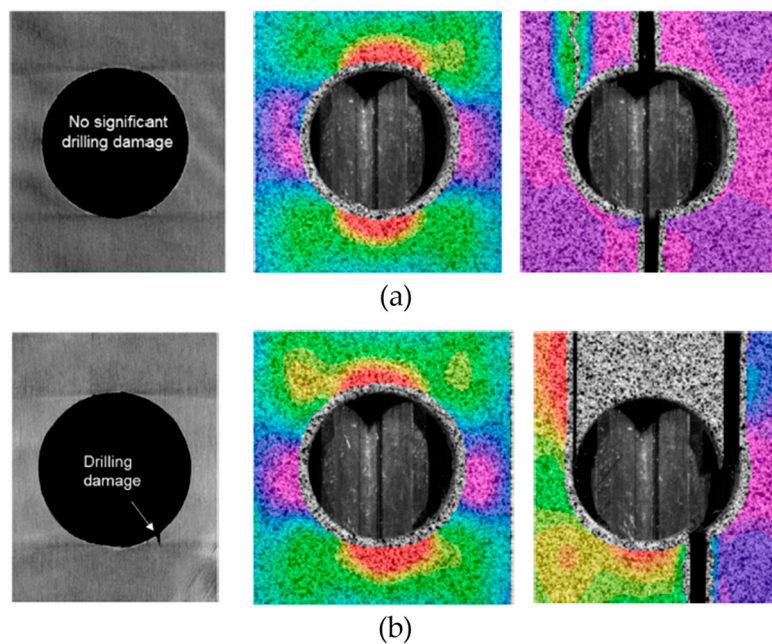 No significant
drilling damage
(a)
Drilling
damage
(b)